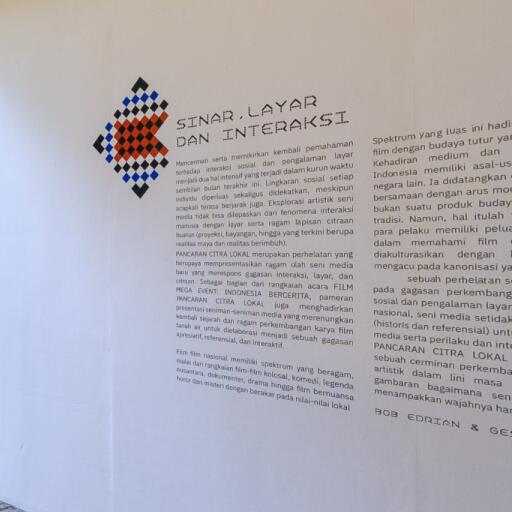 SINAR, LAYAR
DAN INTERAKSI
Mencermati serta memikirkan kembali pemahaman
terhadap interaksi sosial dan pengalaman layar
menjadi dua hal intensif yang terjadi dalam kurun waktu
sembilan bulan terakhir ini. Lingkaran sosial setiap
individu diperluas sekaligus didekatkan, meskipun
acapkali terasa berjarak juga. Eksplorasi artistik seni
media tidak bisa dilepaskan dari fenomena interaksi
manusia dengan layar serta ragam lapisan citraan
buatan (proyeksi, bayangan, hingga yang terkini berupa
realitas maya dan realitas berimbuh).
PANCARAN CITRA LOKAL merupakan perhelatan yang
berupaya mempresentasikan ragam olah seni media
baru yang merespons gagasan interaksi, layar, dan
citraan. Sebagai bagian dari rangkaian acara FILM
MEGA EVENT: INDONESIA BERCERITA, pameran
PANCARAN CITRA LOKAL juga menghadirkan
presentasi seniman-seniman media yang merenungkan
kembali sejarah dan ragam perkembangan karya film
tanah air untuk dielaborasi menjadi sebuah gagasan
apresiatif, referensial, dan interaktif.
Film film nasional memiliki spektrum yang beragam,
mulai dari rangkaian film-film kolosal, komedi, legenda
nusantara, dokumenter, drama hingga film bernuansa
horor dan misteri dengan berakar pada nilai-nilai lokal
Spektrum yang luas ini hadi
film dengan budaya tutur yan
Kehadiran medium dan
Indonesia memiliki asal-us
negara lain. Ia didatangkan
bersamaan dengan arus mod
bukan suatu produk buday
tradisi. Namun, hal itulah
para pelaku memiliki pelua
dalam memahami film
diakulturasikan dengan
mengacu pada kanonisasi ya
sebuah perhelatan se
pada gagasan perkembang
sosial dan pengalaman layar
nasional, seni media setidak
(historis dan referensial) untu
media serta perilaku dan inte
PANCARAN CITRA LOKAL
sebuah cerminan perkemba
artistik dalam lini masa
gambaran bagaimana sen
menampakkan wajahnya har
BOB EDRIAN & GES